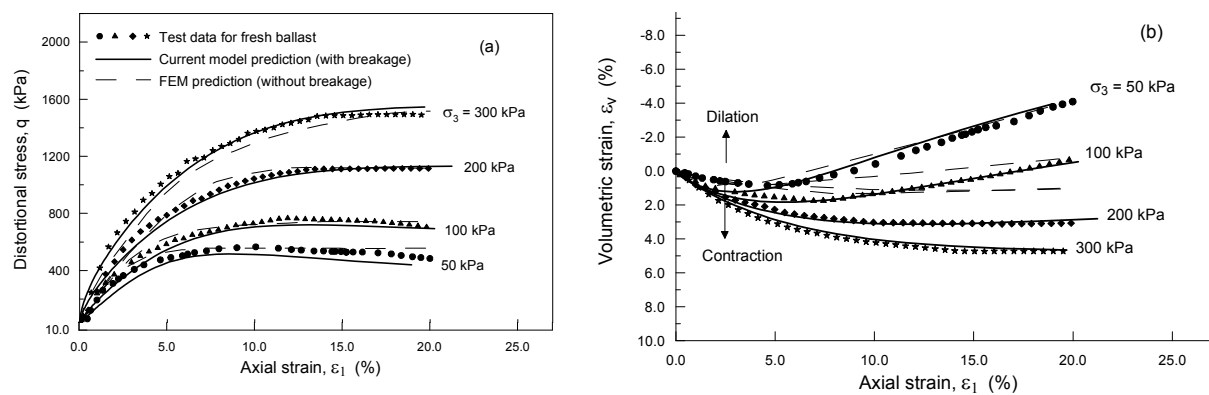 (a)
Test data for fresh ballast
Current model prediction (with breakage)
FEM prediction (without breakage)
Distortional stress, q (kPa)
2000
1600
1200
800
400
10.0
σ3 = 300 kPa
200 kPa
100 kPa
50 kPa
0.0 5.0 10.0 15.0 20.0 25.0
Axial strain, ε1 (%)
(b)
Volumetric strain, εv (%)
-8.0
-6.0
-4.0
-2.0
0.0
2.0
4.0
6.0
8.0
10.0
σ3 = 50 kPa
Dilation
100 kPa
200 kPa
Contraction
300 kPa
0.0 5.0 10.0 15.0 20.0 25.0
Axial strain, ε1 (%)